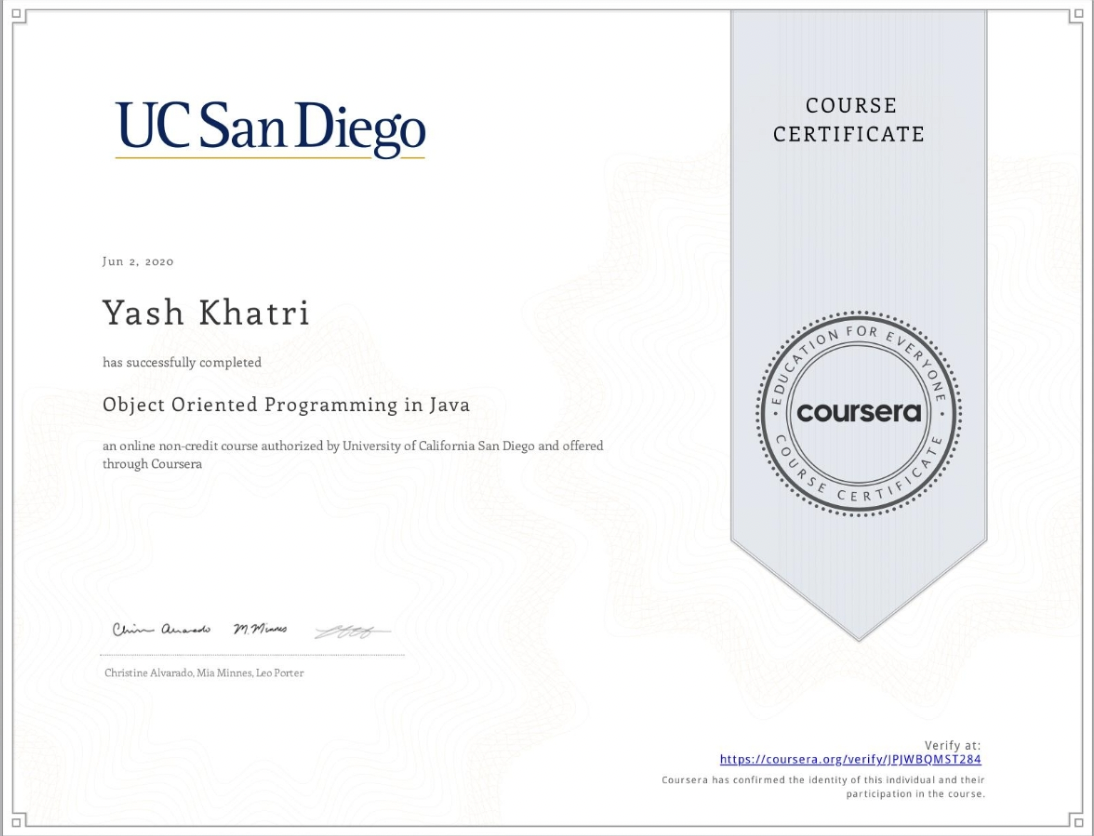 UC San Diego
COURSE
CERTIFICATE
Jun 2, 2020
Yash Khatri
has successfully completed
Object Oriented Programming in Java
an online non-credit course authorized by University of California San Diego and offered
through Coursera
EDUCATION FOR EVERYONE
coursera
COURSE CERTIFICATE
M. Minnes
Christine Alvarado, Mia Minnes, Leo Porter
Verify at:
https://coursera.org/verify/JPJWBQMST284
Coursera has confirmed the identity of this individual and their
participation in the course.